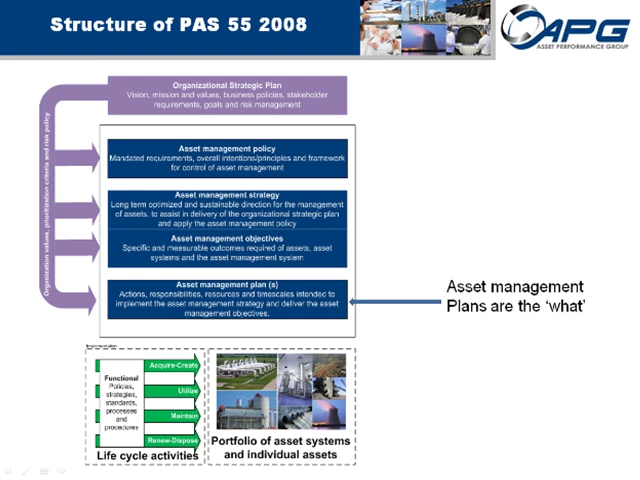 Structure of PAS 55 2008
APG
ASSET PERFORMANCE GROUP
Organizational Strategic Plan
Vision, mission and values, business policies, stakeholder
requirements, goals and risk management
Organization values, prioritization criteria and risk policy
Asset management policy
Mandated requirements, overall intentions/principles and framework
for control of asset management
Asset management strategy
Long term optimized and sustainable direction for the management
of assets, to assist in delivery of the organizational strategic plan
and apply the asset management policy
Asset management objectives
Specific and measurable outcomes required of assets, asset
systems and the asset management system
Asset management plan (s)
Actions, responsibilities, resources and timescales intended to
implement the asset management strategy and deliver the asset
management objectives.
Asset management
Plans are the ‘what’
Implementation
Functional
Policies,
strategies,
standards,
processes
and
procedures
Acquire-Create
Utilize
Maintain
Renew-Dispose
Life cycle activities
Portfolio of asset systems
and individual assets